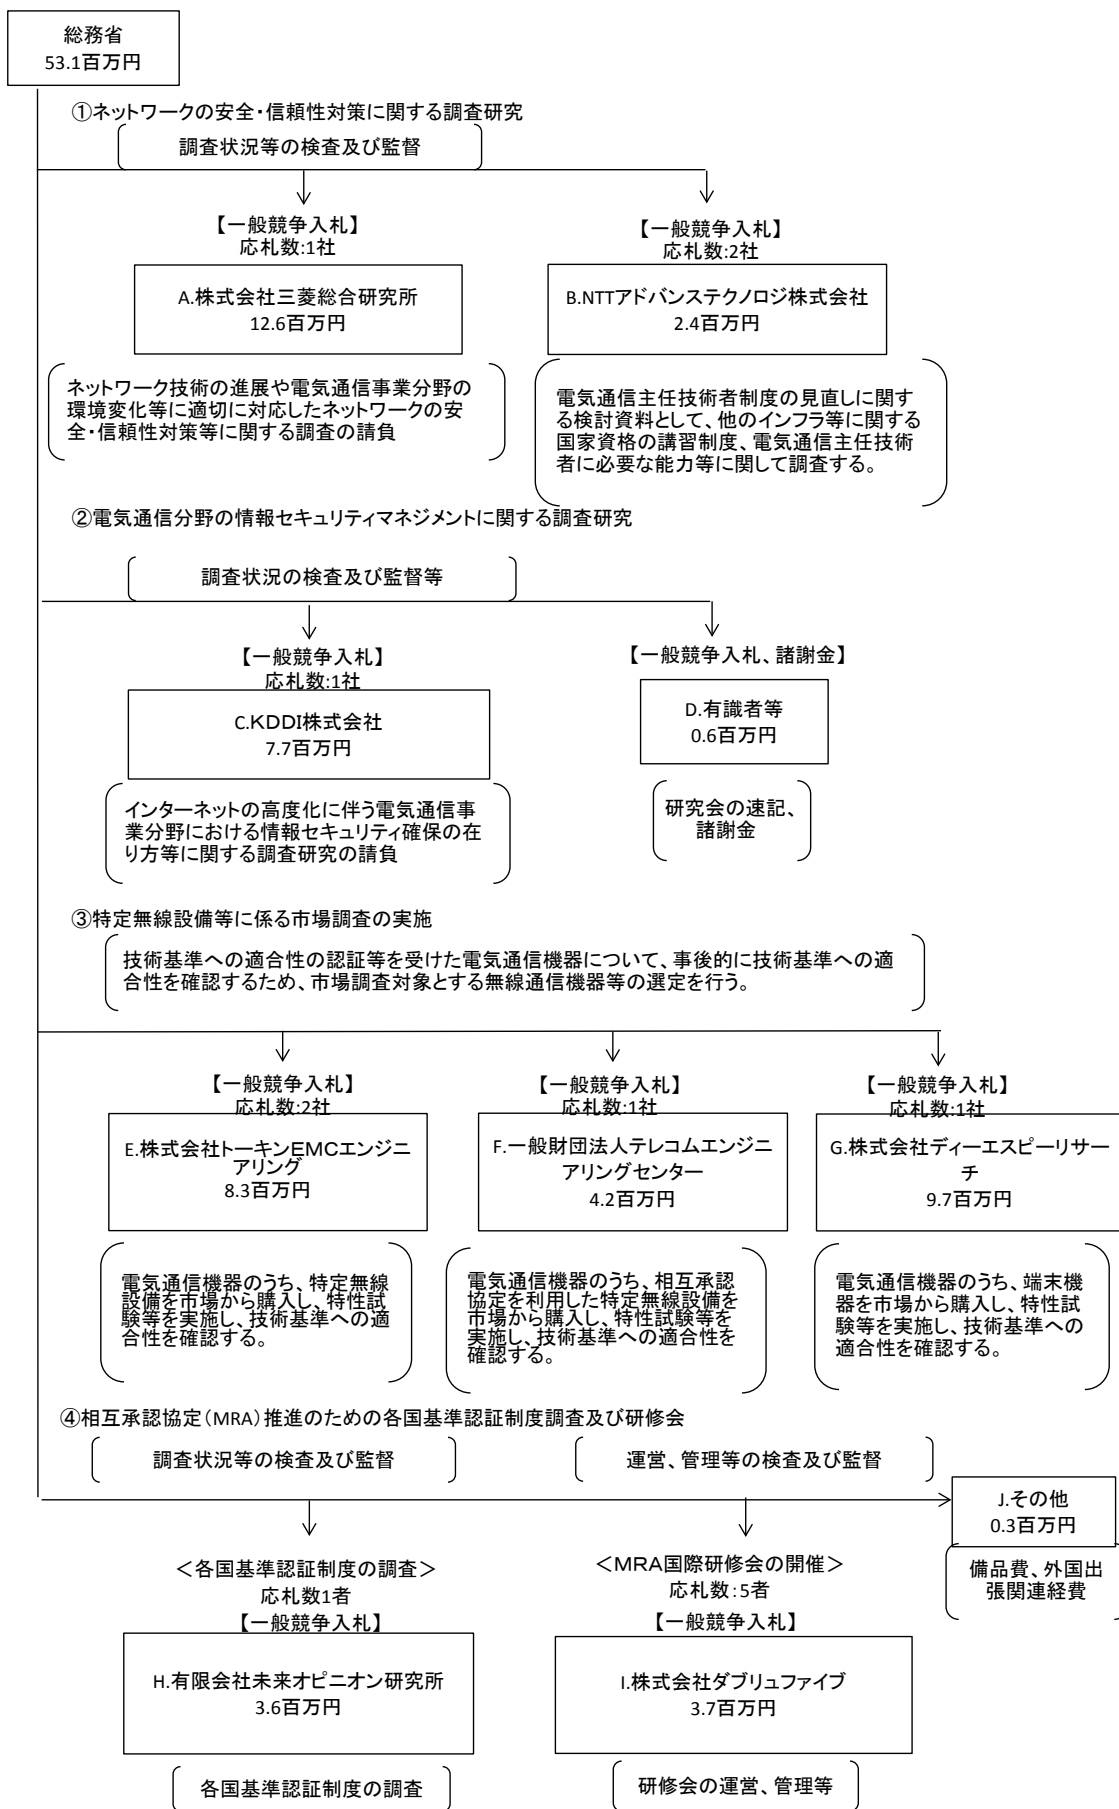 総務省
53.1百万円
①ネットワークの安全・信頼性対策に関する調査研究
調査状況等の検査及び監督
【一般競争入札】
応札数:1社
A.株式会社三菱総合研究所
12.6百万円
ネットワーク技術の進展や電気通信事業分野の
環境変化等に適切に対応したネットワークの安
全・信頼性対策等に関する調査の請負
【一般競争入札】
応札数:2社
B.NTTアドバンステクノロジ株式会社
2.4百万円
電気通信主任技術者制度の見直しに関す
る検討資料として、他のインフラ等に関する
国家資格の講習制度、電気通信主任技術
者に必要な能力等に関して調査する。
②電気通信分野の情報セキュリティマネジメントに関する調査研究
調査状況の検査及び監督等
【一般競争入札】
応札数:1社
C.KDDI株式会社
7.7百万円
インターネットの高度化に伴う電気通信事
業分野における情報セキュリティ確保の在
り方等に関する調査研究の請負
【一般競争入札、諸謝金】
D.有識者等
0.6百万円
研究会の速記、
諸謝金
③特定無線設備等に係る市場調査の実施
技術基準への適合性の認証等を受けた電気通信機器について、事後的に技術基準への適
合性を確認するため、市場調査対象とする無線通信機器等の選定を行う。
【一般競争入札】
応札数:2社
E.株式会社トーキンEMCエンジニ
アリング
8.3百万円
電気通信機器のうち、特定無線
設備を市場から購入し、特性試
験等を実施し、技術基準への適
合性を確認する。
【一般競争入札】
応札数:1社
F.一般財団法人テレコムエンジニ
アリングセンター
4.2百万円
電気通信機器のうち、相互承認
協定を利用した特定無線設備を
市場から購入し、特性試験等を
実施し、技術基準への適合性を
確認する。
【一般競争入札】
応札数:1社
G.株式会社ディーエスピーリサー
チ
9.7百万円
電気通信機器のうち、端末機
器を市場から購入し、特性試
験等を実施し、技術基準への
適合性を確認する。
④相互承認協定(MRA)推進のための各国基準認証制度調査及び研修会
調査状況等の検査及び監督
運営、管理等の検査及び監督
J.その他
0.3百万円
備品費、外国出
張関連経費
＜各国基準認証制度の調査＞
応札数1者
【一般競争入札】
H.有限会社未来オピニオン研究所
3.6百万円
各国基準認証制度の調査
＜MRA国際研修会の開催＞
応札数:5者
【一般競争入札】
I.株式会社ダブリュファイブ
3.7百万円
研修会の運営、管理等